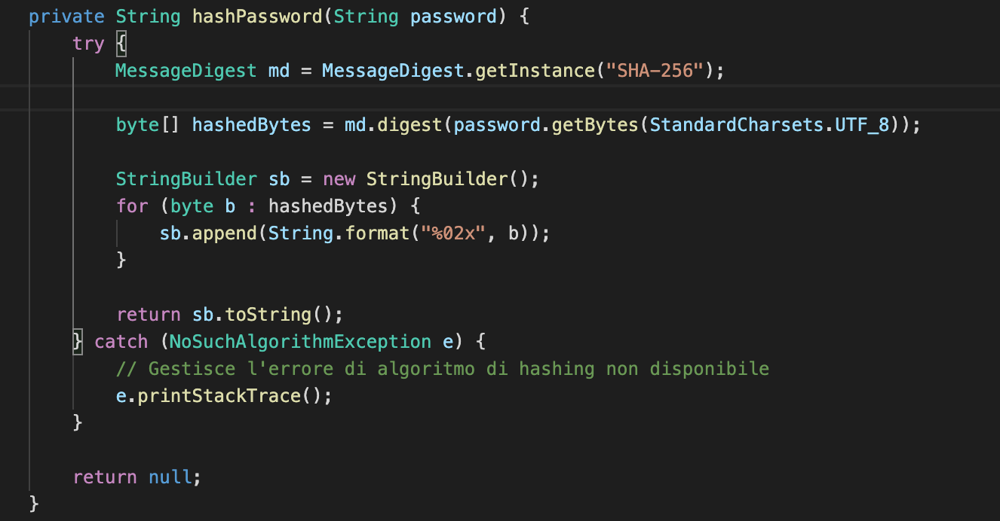 private String hashPassword(String password) {
    try {
        MessageDigest md = MessageDigest.getInstance("SHA-256");
        byte[] hashedBytes = md.digest(password.getBytes(StandardCharsets.UTF_8));
        StringBuilder sb = new StringBuilder();
        for (byte b : hashedBytes) {
            sb.append(String.format("%02x", b));
        }
        return sb.toString();
    } catch (NoSuchAlgorithmException e) {
        // Gestisce l'errore di algoritmo di hashing non disponibile
        e.printStackTrace();
    }
    return null;
}